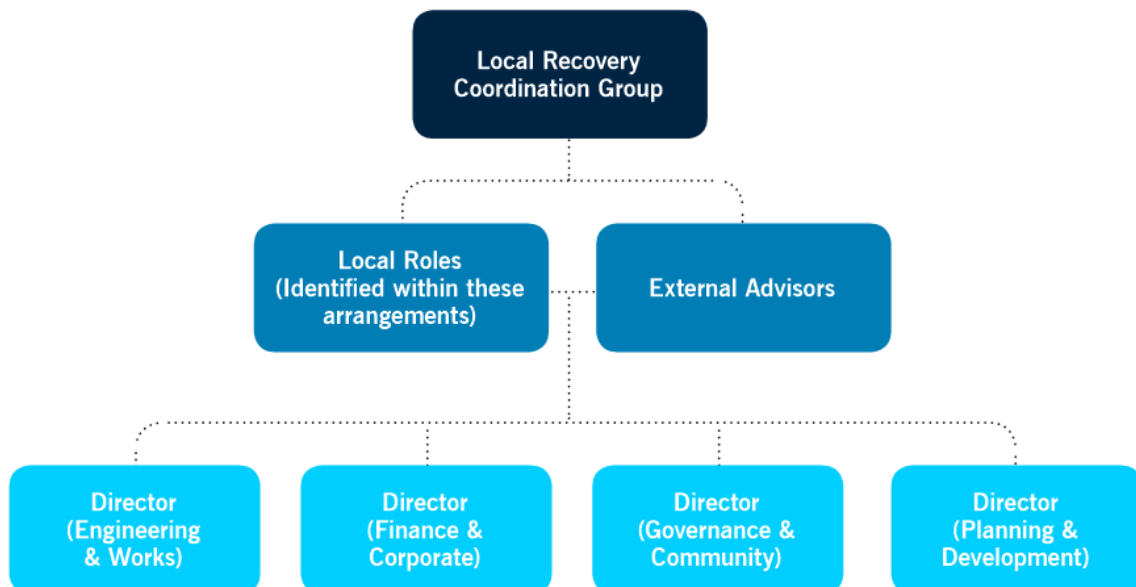 Local Recovery
Coordination Group
Local Roles
(Identified within these
arrangements)
External Advisors
Director
(Engineering
& Works)
Director
(Finance &
Corporate)
Director
(Governance &
Community)
Director
(Planning &
Development)